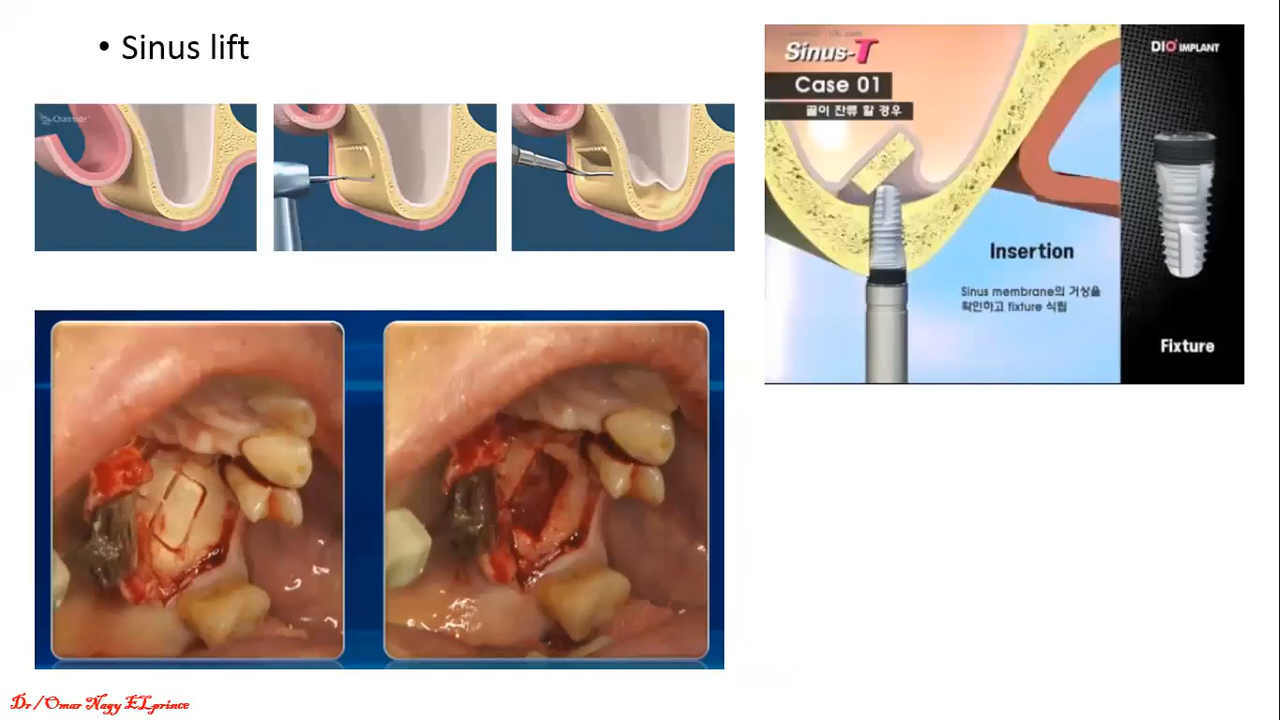 • Sinus lift
Chairside
Sinus-T
DIO IMPLANT
Case 01
골이 잔류 할 경우
Insertion
Sinus membrane의 거상을
확인하고 fixture 식립
Fixture
Dr/Omar Nagy ELprince